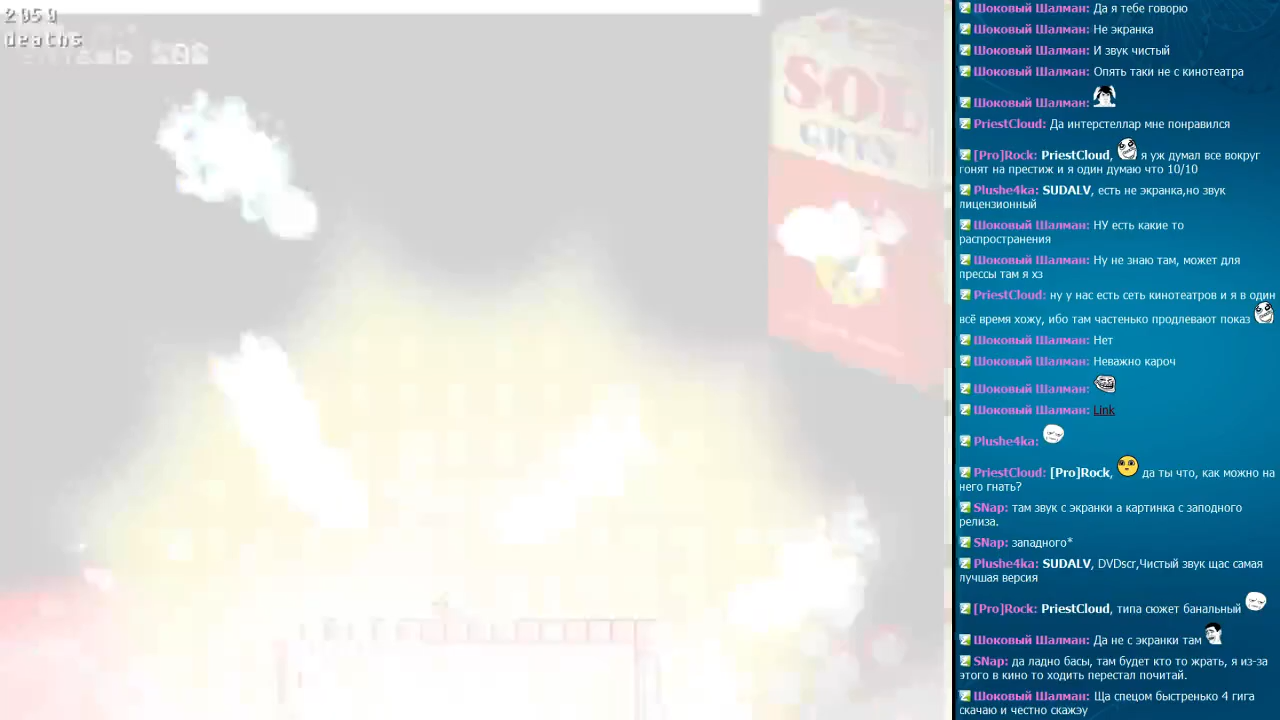 2050
deaths
SOL
Шоковый Шалман: Да я тебе говорю
Шоковый Шалман: Не экранка
Шоковый Шалман: И звук чистый
Шоковый Шалман: Опять таки не с кинотеатра
Шоковый Шалман:
PriestCloud: Да интерстеллар мне понравился
[Pro]Rock: PriestCloud, я уж думал все вокруг
гонят на престиж и я один думаю что 10/10
Plushe4ka: SUDALV, есть не экранка,но звук
лицензионный
Шоковый Шалман: НУ есть какие то
распространения
Шоковый Шалман: Ну не знаю там, может для
прессы там я хз
PriestCloud: ну у нас есть сеть кинотеатров и я в один
всё время хожу, ибо там частенько продлевают показ
Шоковый Шалман: Нет
Шоковый Шалман: Неважно кароч
Шоковый Шалман:
Шоковый Шалман: Link
Plushe4ka:
PriestCloud: [Pro]Rock, да ты что, как можно на
него гнать?
SNap: там звук с экранки а картинка с заподного
релиза.
SNap: западного*
Plushe4ka: SUDALV, DVDscr,Чистый звук щас самая
лучшая версия
[Pro]Rock: PriestCloud, типа сюжет банальный
Шоковый Шалман: Да не с экранки там
SNap: да ладно басы, там будет кто то жрать, я из-за
этого в кино то ходить перестал почитай.
Шоковый Шалман: Ща спецом быстренько 4 гига
скачаю и честно скажэу